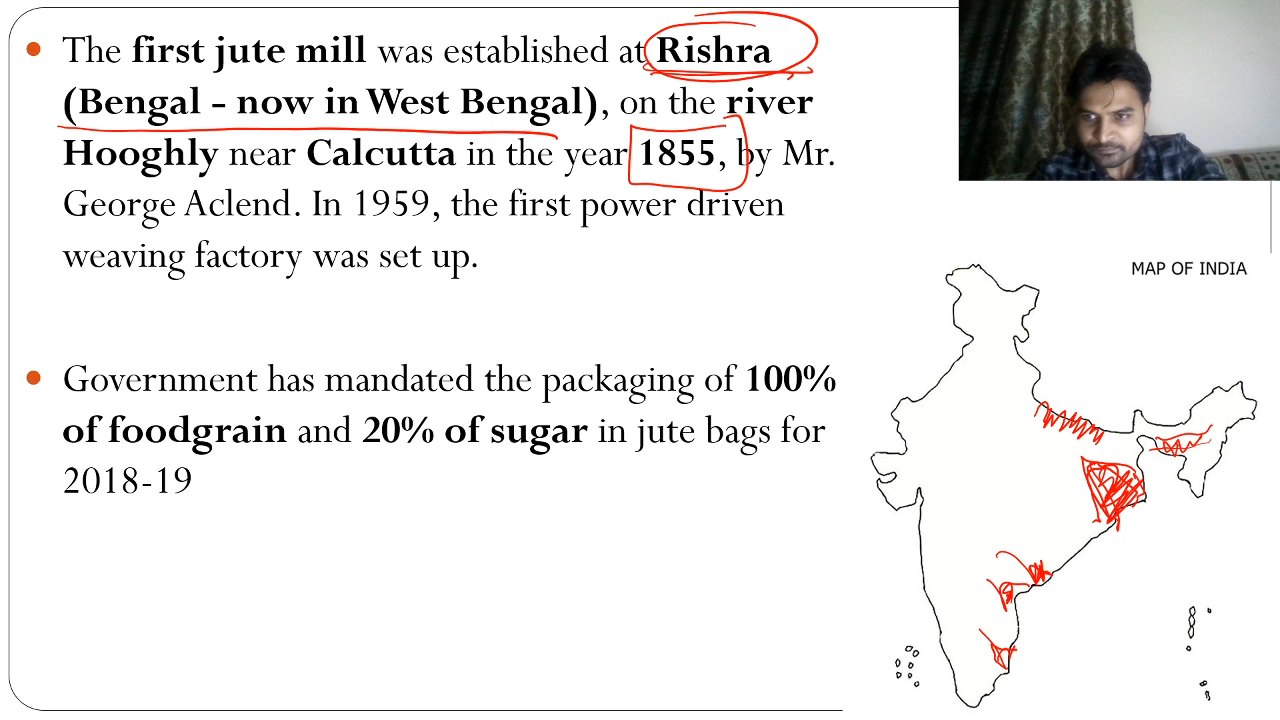 The first jute mill was established at Rishra
(Bengal - now in West Bengal), on the river
Hooghly near Calcutta in the year 1855, by Mr.
George Aclend. In 1959, the first power driven
weaving factory was set up.
Government has mandated the packaging of 100%
of foodgrain and 20% of sugar in jute bags for
2018-19
MAP OF INDIA